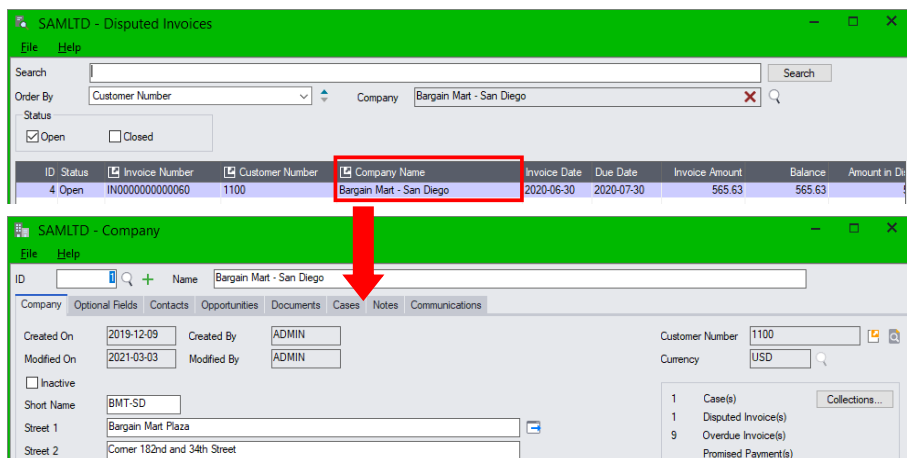 SAMLTD - Disputed Invoices
File Help
Search Search
Order By Customer Number Company Bargain Mart - San Diego
Status
Open Closed
ID Status Invoice Number Customer Number Company Name Invoice Date Due Date Invoice Amount Balance Amount in
4 Open IN0000000000060 1100 Bargain Mart - San Diego 2020-06-30 2020-07-30 565.63 565.63
SAMLTD - Company
File Help
ID 1 Name Bargain Mart - San Diego
Company Optional Fields Contacts Opportunities Documents Cases Notes Communications
Created On 2019-12-09 Created By ADMIN Customer Number 1100
Modified On 2021-03-03 Modified By ADMIN Currency USD
Inactive
Short Name BMT-SD 1 Case(s) Collections...
Street 1 Bargain Mart Plaza 1 Disputed Invoice(s)
9 Overdue Invoice(s)
Street 2 Corner 182nd and 34th Street Promised Payment(s)